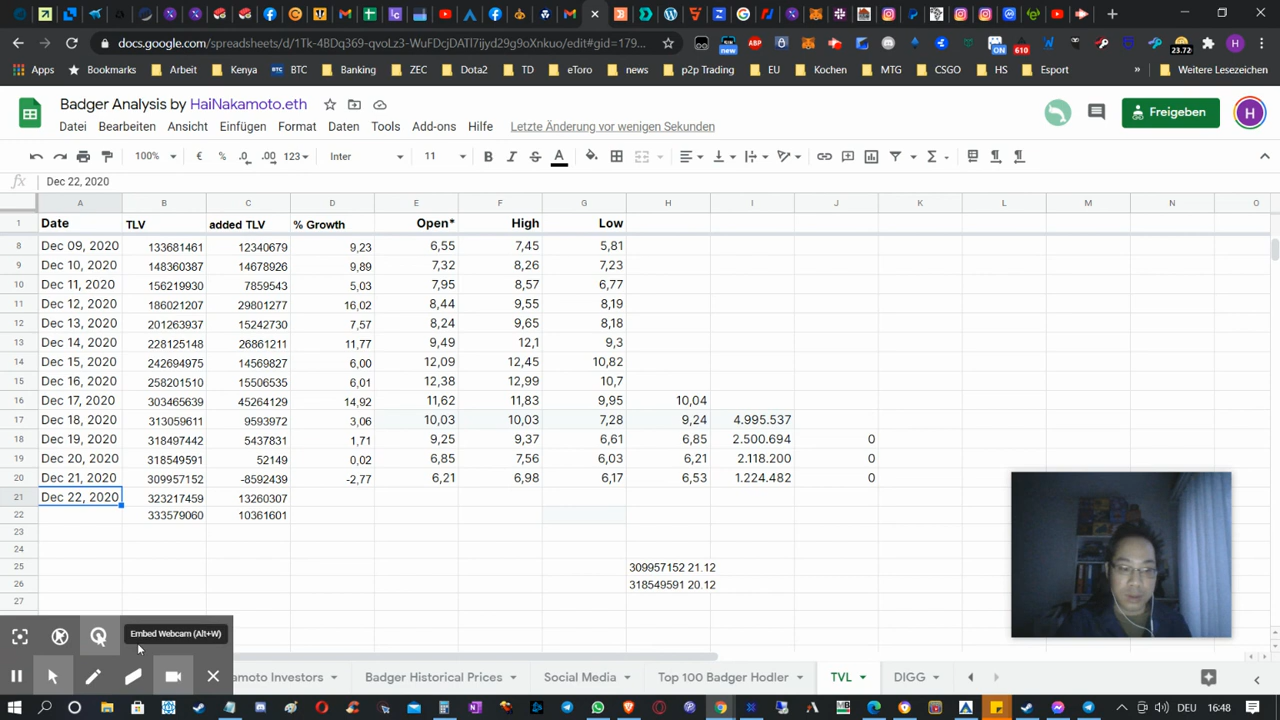 docs.google.com/spreadsheets/d/1Tk-4BDq369-qvoLz3-WuFDcjDATl7jivd29g9oXnkuo/edit#gid=179...
Apps Bookmarks Arbeit Kenya BTC Banking ZEC Dota2 TD eToro news p2p Trading EU Kochen MTG CSGO HS Esport » Weitere Lesezeichen
ABP new ON 610 23.72 H
Badger Analysis by HaiNakamoto.eth
Freigeben H
Datei Bearbeiten Ansicht Einfügen Format Daten Tools Add-ons Hilfe Letzte Änderung vor wenigen Sekunden
100% € % .0 .00 123 Inter 11 B I S A
fx Dec 22, 2020
A B C D E F G H I J K L M N O
1 Date TLV added TLV % Growth Open* High Low
8 Dec 09, 2020 133681461 12340679 9,23 6,55 7,45 5,81
9 Dec 10, 2020 148360387 14678926 9,89 7,32 8,26 7,23
10 Dec 11, 2020 156219930 7859543 5,03 7,95 8,57 6,77
11 Dec 12, 2020 186021207 29801277 16,02 8,44 9,55 8,19
12 Dec 13, 2020 201263937 15242730 7,57 8,24 9,65 8,18
13 Dec 14, 2020 228125148 26861211 11,77 9,49 12,1 9,3
14 Dec 15, 2020 242694975 14569827 6,00 12,09 12,45 10,82
15 Dec 16, 2020 258201510 15506535 6,01 12,38 12,99 10,7
16 Dec 17, 2020 303465639 45264129 14,92 11,62 11,83 9,95 10,04
17 Dec 18, 2020 313059611 9593972 3,06 10,03 10,03 7,28 9,24 4.995.537
18 Dec 19, 2020 318497442 5437831 1,71 9,25 9,37 6,61 6,85 2.500.694 0
19 Dec 20, 2020 318549591 52149 0,02 6,85 7,56 6,03 6,21 2.118.200 0
20 Dec 21, 2020 309957152 -8592439 -2,77 6,21 6,98 6,17 6,53 1.224.482 0
21 Dec 22, 2020 323217459 13260307
22 333579060 10361601
23
24
25 309957152 21.12
26 318549591 20.12
27
Embed Webcam (Alt+W)
amoto Investors Badger Historical Prices Social Media Top 100 Badger Hodler TVL DIGG
DEU 16:48